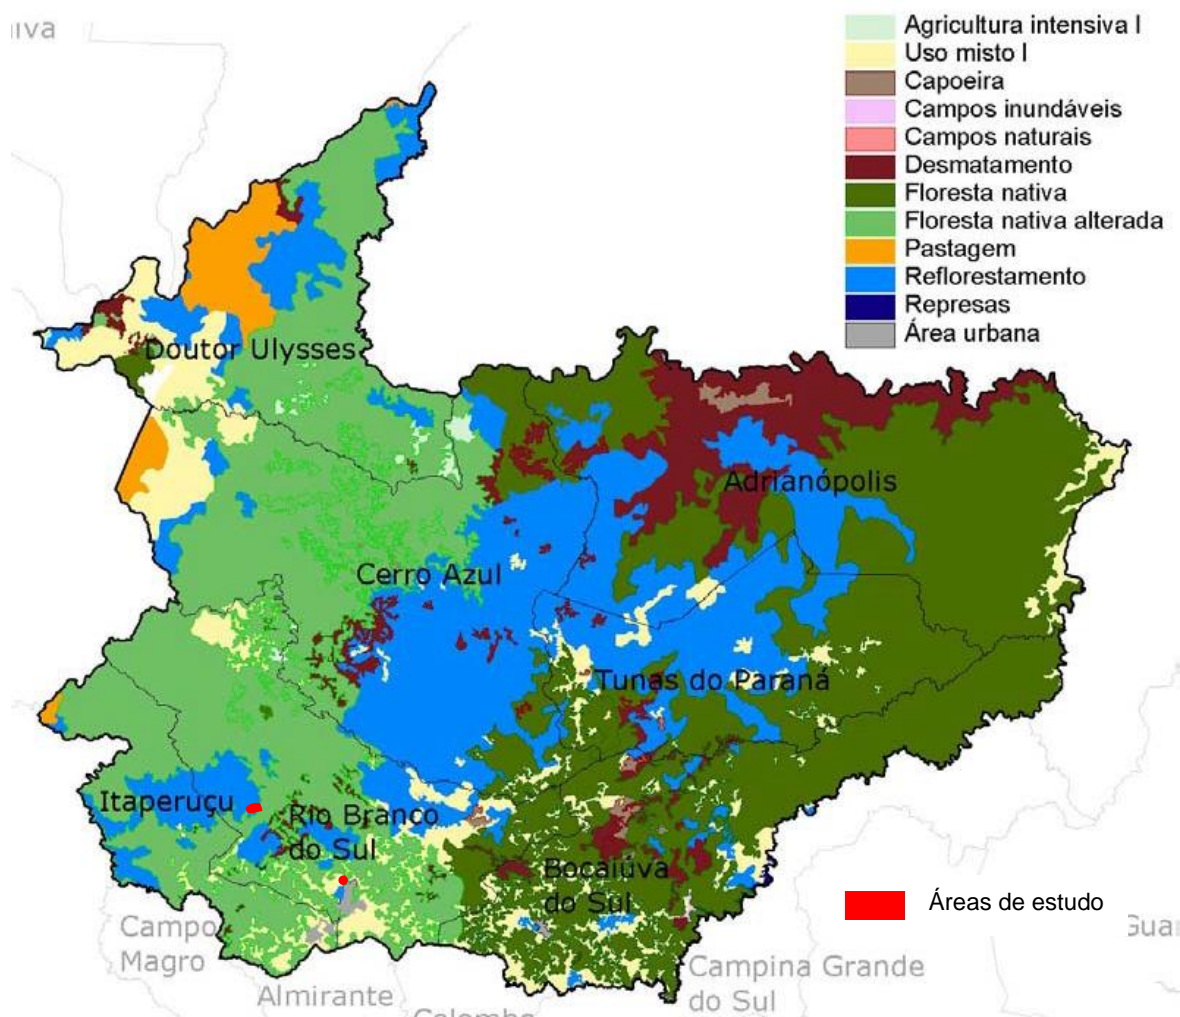 Agricultura intensiva I
Uso misto I
Capoeira
Campos inundáveis
Campos naturais
Desmatamento
Floresta nativa
Floresta nativa alterada
Pastagem
Reflorestamento
Represas
Área urbana
Doutor Ulysses
Adrianópolis
Cerro Azul
Tunas do Paraná
Itaperuçu
Rio Branco
do Sul
Bocaiúva
do Sul
Áreas de estudo
Campo
Magro
Campina Grande
do Sul
Almirante